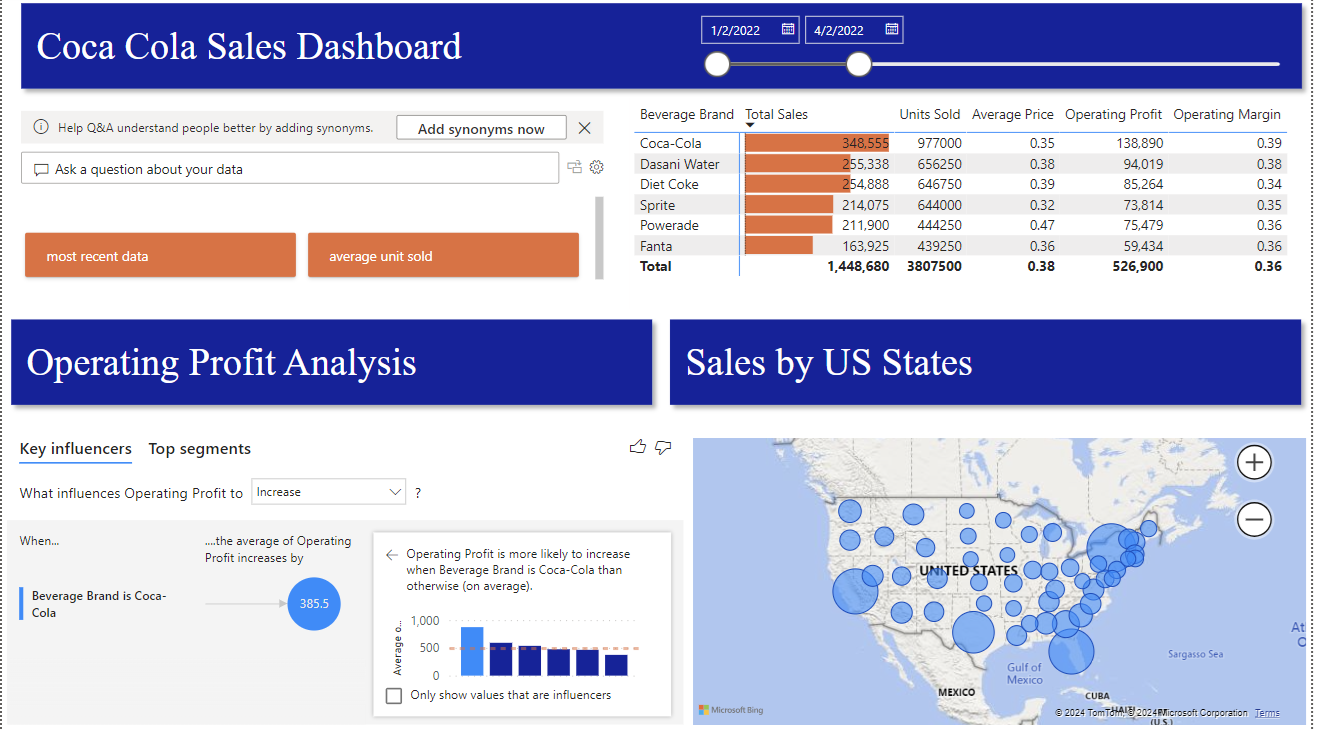 Coca Cola Sales Dashboard
1/2/2022
4/2/2022
Help Q&A understand people better by adding synonyms.
Add synonyms now
Ask a question about your data
most recent data
average unit sold
Beverage Brand Total Sales Units Sold Average Price Operating Profit Operating Margin
Coca-Cola 348,555 977000 0.35 138,890 0.39
Dasani Water 255,338 656250 0.38 94,019 0.38
Diet Coke 254,888 646750 0.39 85,264 0.34
Sprite 214,075 644000 0.32 73,814 0.35
Powerade 211,900 444250 0.47 75,479 0.36
Fanta 163,925 439250 0.36 59,434 0.36
Total 1,448,680 3807500 0.38 526,900 0.36
Operating Profit Analysis
Sales by US States
Key influencers Top segments
What influences Operating Profit to Increase ?
When...
....the average of Operating
Profit increases by
Beverage Brand is Coca-
Cola
385.5
Operating Profit is more likely to increase
when Beverage Brand is Coca-Cola than
otherwise (on average).
Average o...
1,000
500
0
Only show values that are influencers
UNITED STATES
Gulf of
Mexico
Sargasso Sea
MEXICO
CUBA
HAITI
(U.S.)
Microsoft Bing
© 2024 TomTom, © 2024 Microsoft Corporation Terms